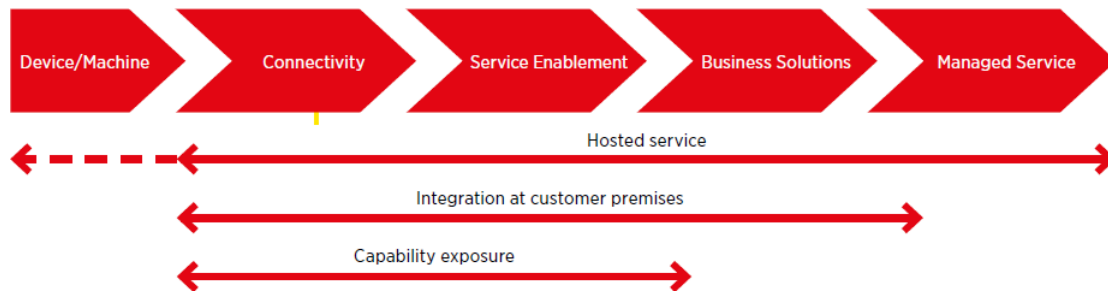 Device/Machine
Connectivity
Service Enablement
Business Solutions
Managed Service
Hosted service
Integration at customer premises
Capability exposure